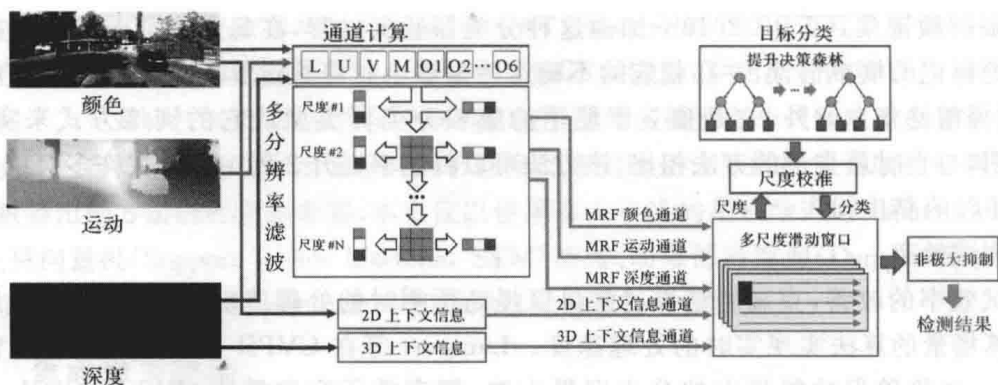 颜色
运动
深度
通道计算
L U V M O1 O2 ··· O6
多分辨率滤波
尺度 #1
尺度 #2
尺度 #N
2D 上下文信息
3D 上下文信息
MRF 颜色通道
MRF 运动通道
MRF 深度通道
2D 上下文信息通道
3D 上下文信息通道
目标分类
提升决策森林
尺度校准
尺度
分类
多尺度滑动窗口
非极大抑制
检测结果